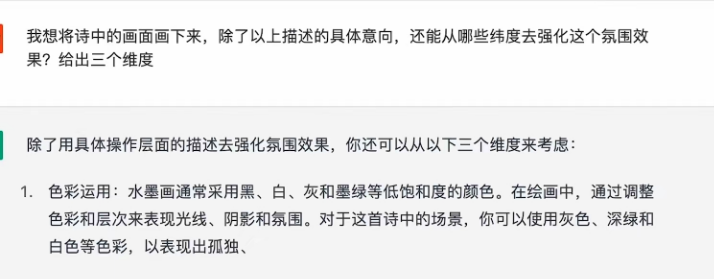 我想将诗中的画面画下来，除了以上描述的具体意向，还能从哪些纬度去强化这个氛围效
果？给出三个维度
除了用具体操作层面的描述去强化氛围效果，你还可以从以下三个维度来考虑：
1. 色彩运用：水墨画通常采用黑、白、灰和墨绿等低饱和度的颜色。在绘画中，通过调整
色彩和层次来表现光线、阴影和氛围。对于这首诗中的场景，你可以使用灰色、深绿和
白色等色彩，以表现出孤独、